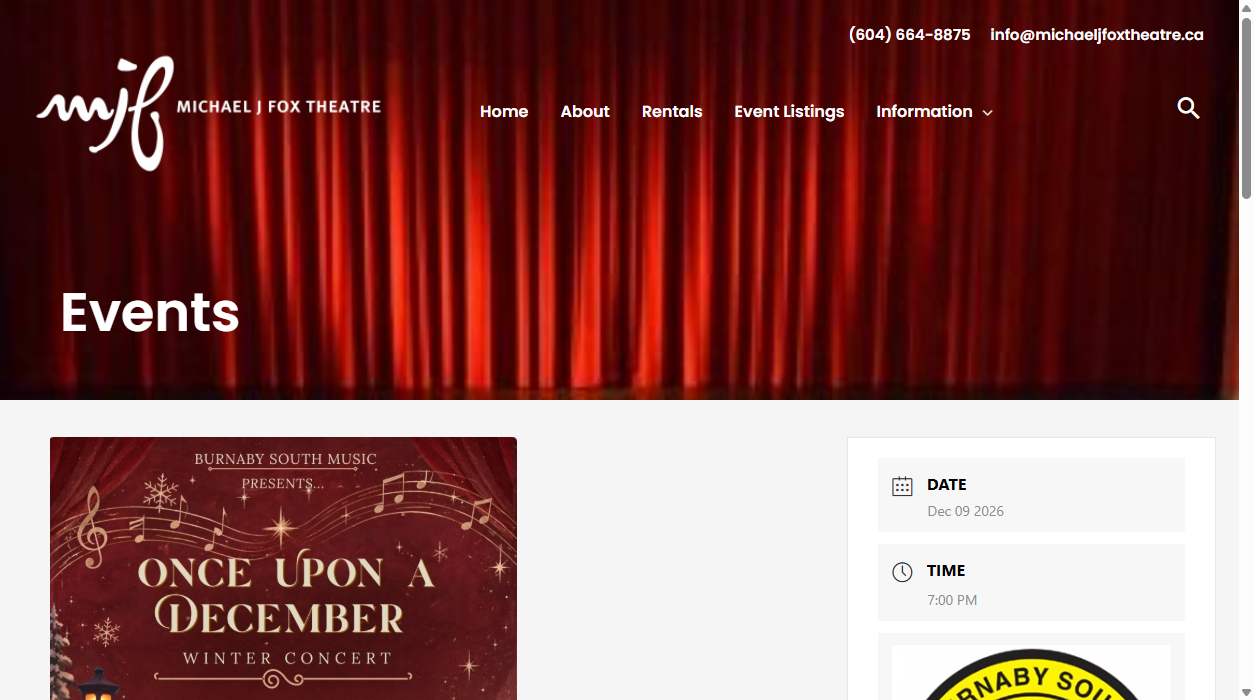 (604) 664-8875 info@michaeljfoxtheatre.ca
mjf MICHAEL J FOX THEATRE
Home About Rentals Event Listings Information
Events
BURNABY SOUTH MUSIC
PRESENTS...
ONCE UPON A
DECEMBER
WINTER CONCERT
DATE
Dec 09 2026
TIME
7:00 PM